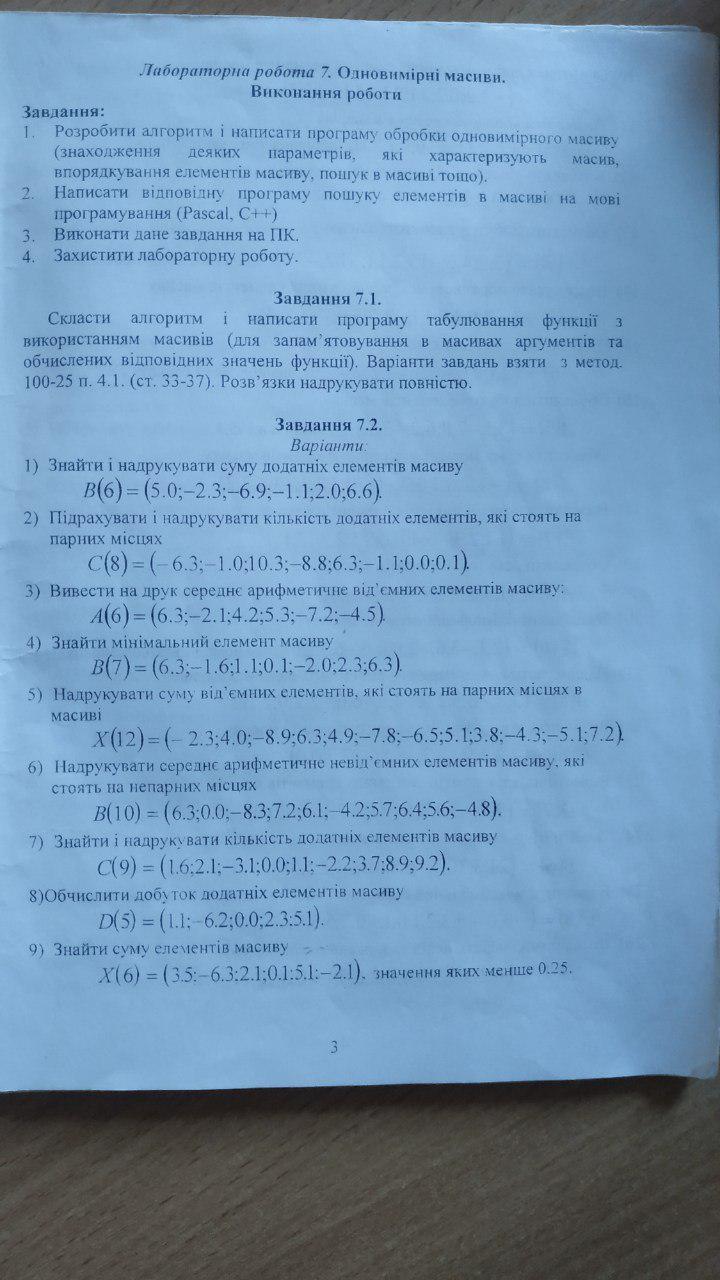 Лабораторна робота 7. Одновимірні масиви.
Виконання роботи
Завдання:
1. Розробити алгоритм і написати програму обробки одновимірного масиву
(знаходження деяких параметрів, які характеризують масив,
впорядкування елементів масиву, пошук в масиві тощо).
2. Написати відповідну програму пошуку елементів в масиві на мові
програмування (Pascal, C++)
3. Виконати дане завдання на ПК.
4. Захистити лабораторну роботу.
Завдання 7.1.
Скласти алгоритм і написати програму табулювання функції з
використанням масивів (для запам’ятовування в масивах аргументів та
обчислених відповідних значень функції). Варіанти завдань взяти з метод.
100-25 п. 4.1. (ст. 33-37). Розв’язки надрукувати повністю.
Завдання 7.2.
Варіанти:
1) Знайти і надрукувати суму додатніх елементів масиву
B(6) = (5.0;−2.3;−6.9;−1.1;2.0;6.6).
2) Підрахувати і надрукувати кількість додатніх елементів, які стоять на
парних місцях
C(8) = (− 6.3;−1.0;10.3;−8.8;6.3;−1.1;0.0;0.1).
3) Вивести на друк середнє арифметичне від’ємних елементів масиву:
A(6) = (6.3;−2.1;4.2;5.3;−7.2;−4.5).
4) Знайти мінімальний елемент масиву
B(7) = (6.3;−1.6;1.1;0.1;−2.0;2.3;6.3).
5) Надрукувати суму від’ємних елементів, які стоять на парних місцях в
масиві
X(12) = (− 2.3;4.0;−8.9;6.3;4.9;−7.8;−6.5;5.1;3.8;−4.3;−5.1;7.2).
6) Надрукувати середнє арифметичне невід’ємних елементів масиву, які
стоять на непарних місцях
B(10) = (6.3;0.0;−8.3;7.2;6.1;−4.2;5.7;6.4;5.6;−4.8).
7) Знайти і надрукувати кількість додатніх елементів масиву
C(9) = (1.6;2.1;−3.1;0.0;1.1;−2.2;3.7;8.9;9.2).
8)Обчислити добуток додатніх елементів масиву
D(5) = (1.1;−6.2;0.0;2.3;5.1).
9) Знайти суму елементів масиву
X(6) = (3.5;−6.3;2.1;0.1;5.1;−2.1), значення яких менше 0.25.
3